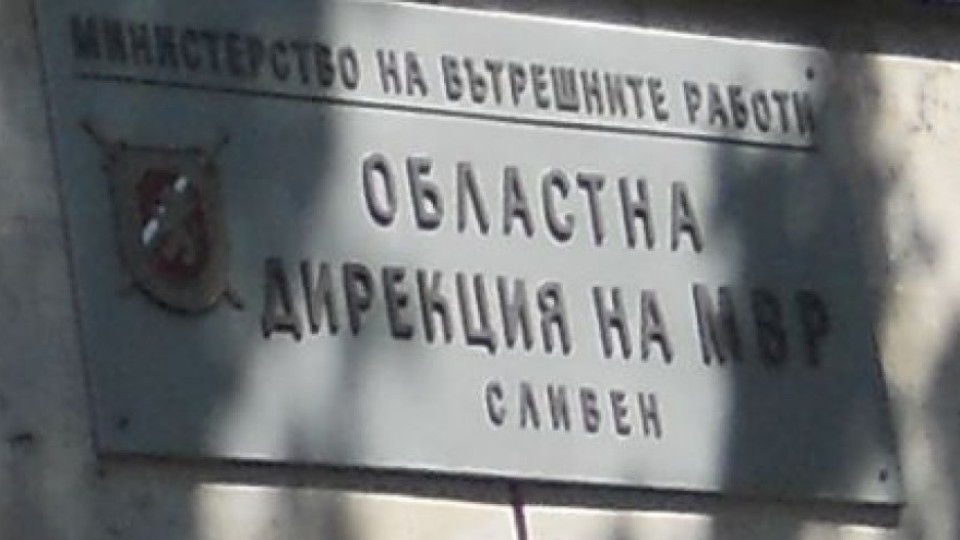 МИНИСТЕРСТВО НА ВЪТРЕШНИТЕ РАБОТИ
ОБЛАСТНА
ДИРЕКЦИЯ НА МВР
СЛИВЕН